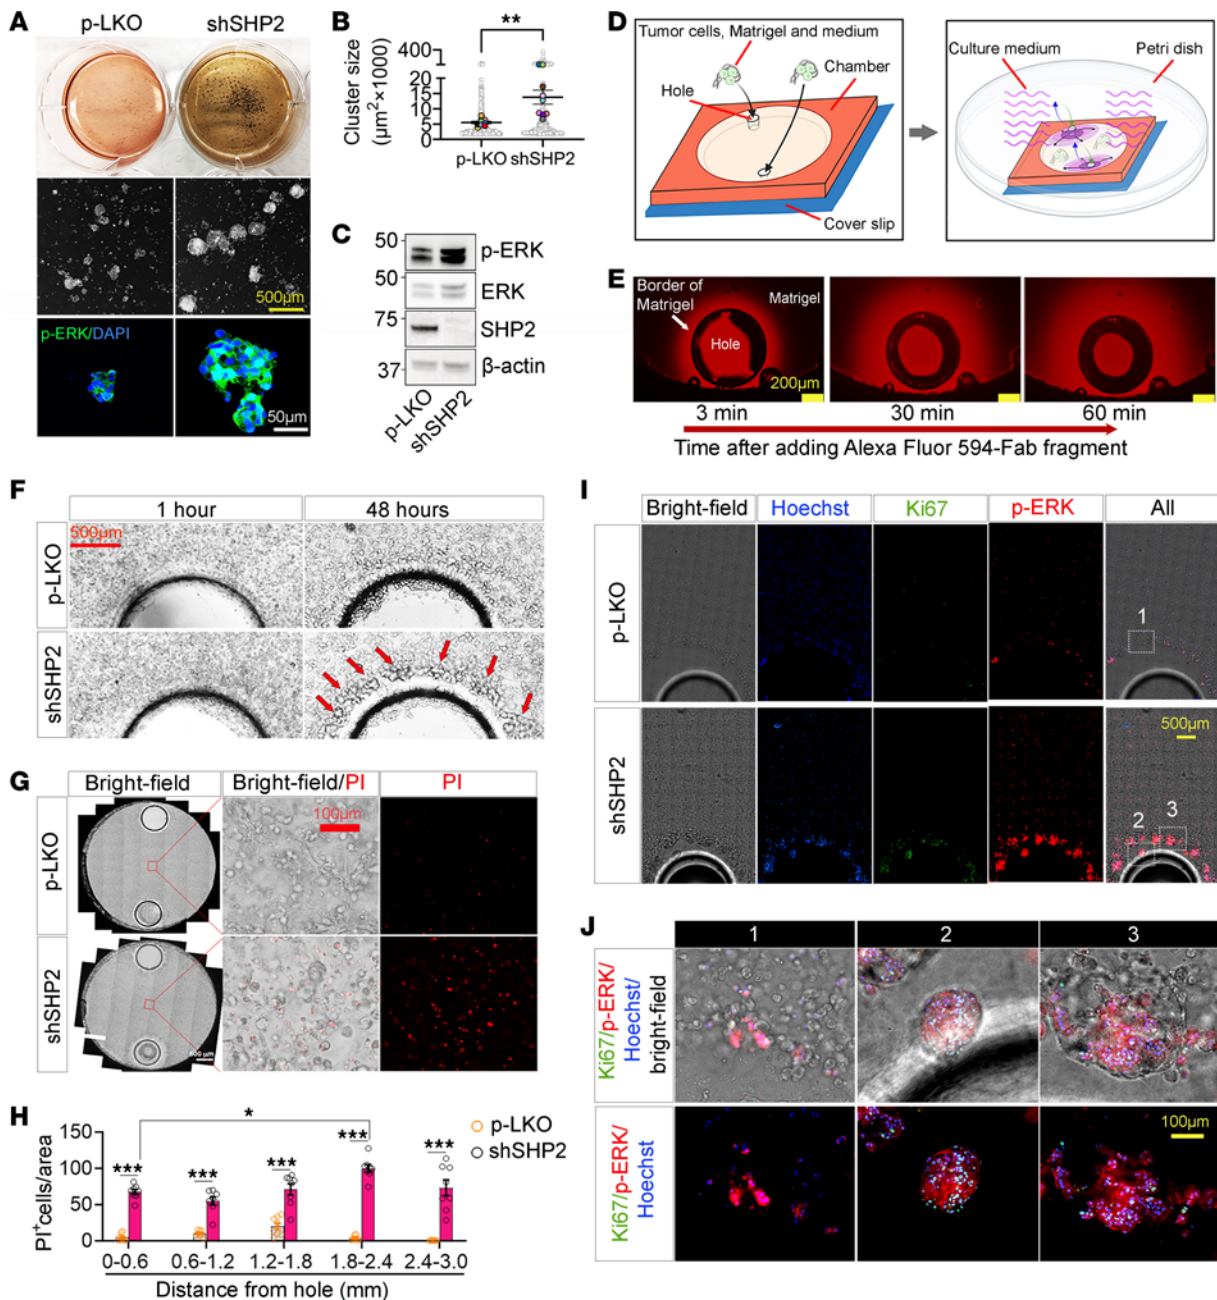 A
p-LKO
shSHP2
500µm
p-ERK/DAPI
50µm
B
**
Cluster size
(µm²×1000)
400
30
20
15
10
5
0
p-LKO shSHP2
C
50
p-ERK
50
ERK
75
SHP2
37
β-actin
p-LKO
shSHP2
D
Tumor cells, Matrigel and medium
Hole
Chamber
Cover slip
Culture medium
Petri dish
E
Border of
Matrigel
Matrigel
Hole
200µm
3 min
30 min
60 min
Time after adding Alexa Fluor 594-Fab fragment
F
1 hour
48 hours
500µm
p-LKO
shSHP2
G
Bright-field
Bright-field/PI
PI
100µm
p-LKO
shSHP2
500 µm
H
PI⁺cells/area
150
100
50
0
*
p-LKO
shSHP2
***
***
***
***
***
0–0.6
0.6–1.2
1.2–1.8
1.8–2.4
2.4–3.0
Distance from hole (mm)
I
Bright-field
Hoechst
Ki67
p-ERK
All
p-LKO
1
shSHP2
500µm
2
3
J
1
2
3
Ki67/p-ERK/
Hoechst/
bright-field
Ki67/p-ERK/
Hoechst
100µm